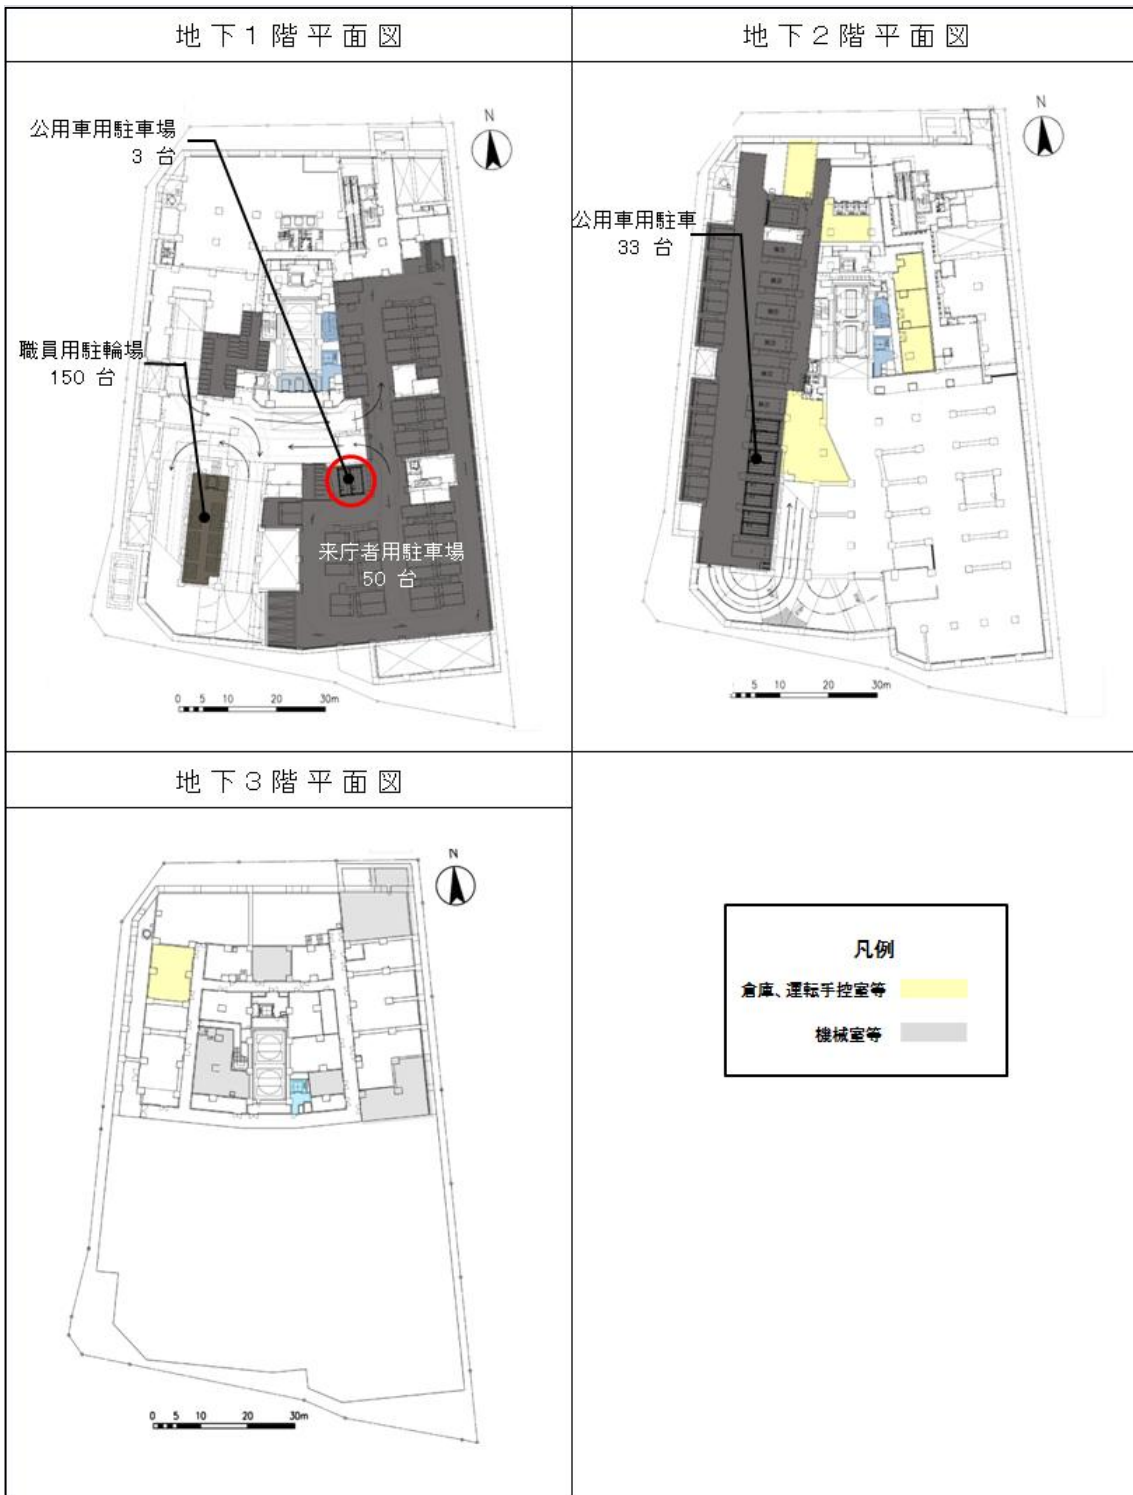 地下1階平面図
地下2階平面図
N
公用車用駐車場
3 台
職員用駐輪場
150 台
来庁者用駐車場
50 台
0 5 10 20 30m
N
公用車用駐車
33 台
5 10 20 30m
地下3階平面図
N
0 5 10 20 30m
凡例
倉庫、運転手控室等
機械室等